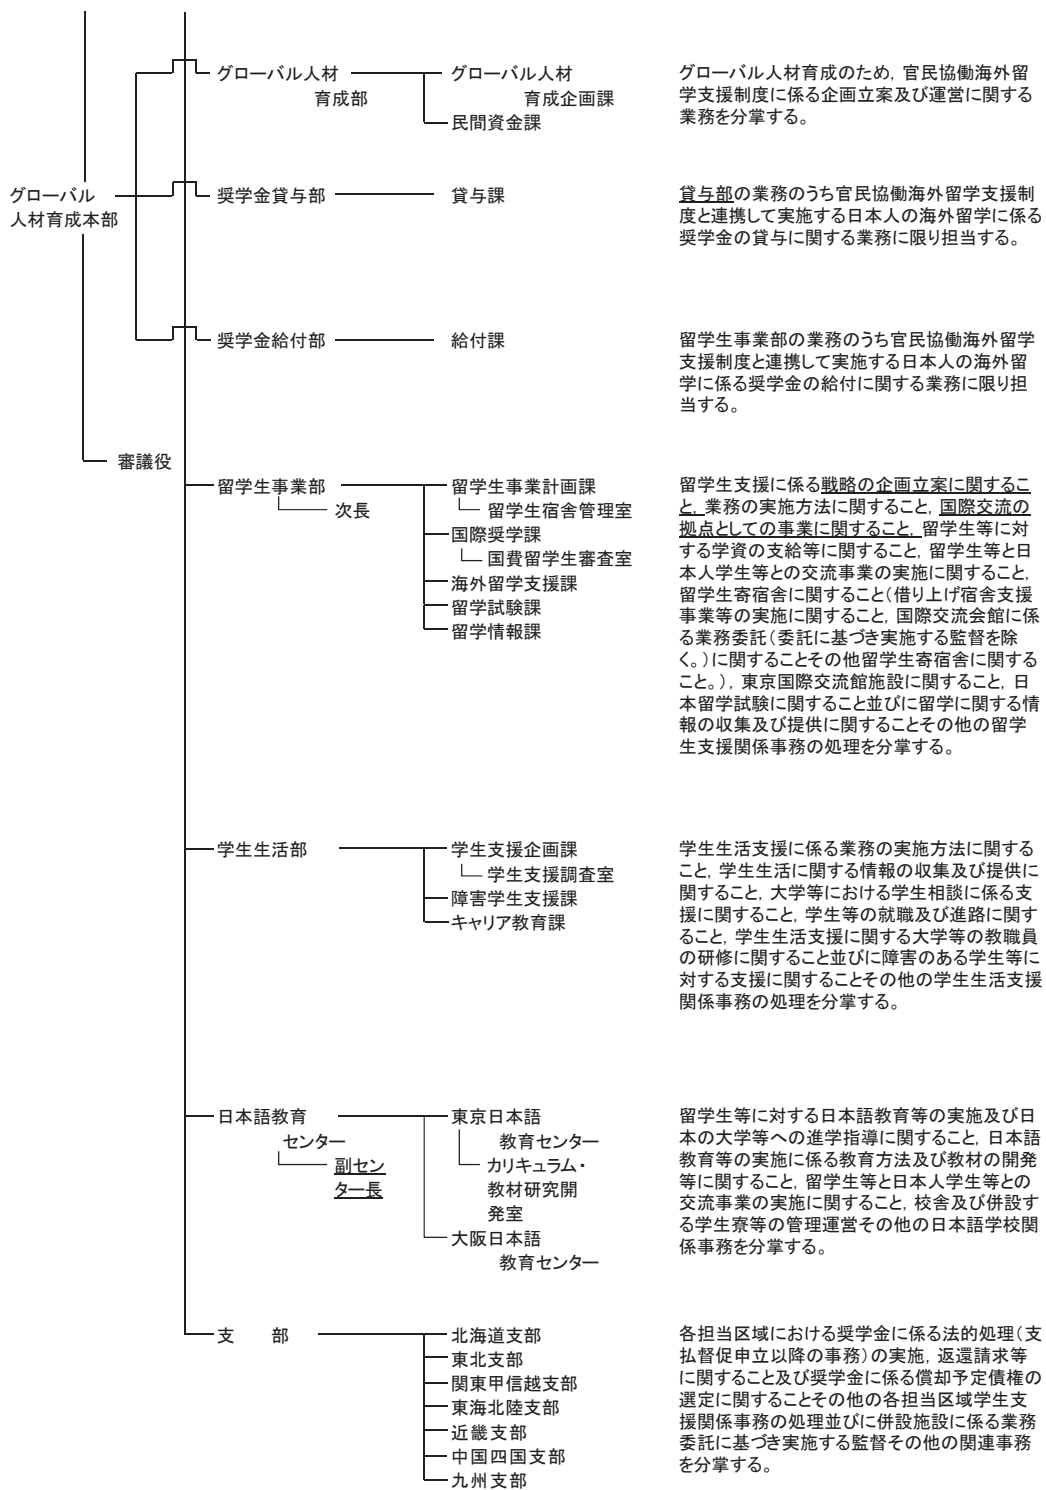 グローバル人材
育成部
グローバル人材
育成企画課
民間資金課
グローバル人材育成のため，官民協働海外留
学支援制度に係る企画立案及び運営に関する
業務を分掌する。
グローバル
人材育成本部
奨学金貸与部
貸与課
貸与部の業務のうち官民協働海外留学支援制
度と連携して実施する日本人の海外留学に係る
奨学金の貸与に関する業務に限り担当する。
奨学金給付部
給付課
留学生事業部の業務のうち官民協働海外留学
支援制度と連携して実施する日本人の海外留
学に係る奨学金の給付に関する業務に限り担
当する。
審議役
留学生事業部
次長
留学生事業計画課
留学生宿舎管理室
国際奨学課
国費留学生審査室
海外留学支援課
留学試験課
留学情報課
留学生支援に係る戦略の企画立案に関するこ
と，業務の実施方法に関すること，国際交流の
拠点としての事業に関すること，留学生等に対
する学資の支給等に関すること，留学生等と日
本人学生等との交流事業の実施に関すること，
留学生寄宿舎に関すること（借り上げ宿舎支援
事業等の実施に関すること，国際交流会館に係
る業務委託（委託に基づき実施する監督を除
く。）に関することその他留学生寄宿舎に関する
こと。），東京国際交流館施設に関すること，日
本留学試験に関すること並びに留学に関する情
報の収集及び提供に関することその他の留学
生支援関係事務の処理を分掌する。
学生生活部
学生支援企画課
学生支援調査室
障害学生支援課
キャリア教育課
学生生活支援に係る業務の実施方法に関する
こと，学生生活に関する情報の収集及び提供に
関すること，大学等における学生相談に係る支
援に関すること，学生等の就職及び進路に関す
ること，学生生活支援に関する大学等の教職員
の研修に関すること並びに障害のある学生等に
対する支援に関することその他の学生生活支援
関係事務の処理を分掌する。
日本語教育
センター
副セン
ター長
東京日本語
教育センター
カリキュラム・
教材研究開
発室
大阪日本語
教育センター
留学生等に対する日本語教育等の実施及び日
本の大学等への進学指導に関すること，日本語
教育等の実施に係る教育方法及び教材の開発
等に関すること，留学生等と日本人学生等との
交流事業の実施に関すること，校舎及び併設す
る学生寮等の管理運営その他の日本語学校関
係事務を分掌する。
支　　部
北海道支部
東北支部
関東甲信越支部
東海北陸支部
近畿支部
中国四国支部
九州支部
各担当区域における奨学金に係る法的処理（支
払督促申立以降の事務）の実施，返還請求等
に関すること及び奨学金に係る償却予定債権の
選定に関することその他の各担当区域学生支
援関係事務の処理並びに併設施設に係る業務
委託に基づき実施する監督その他の関連事務
を分掌する。